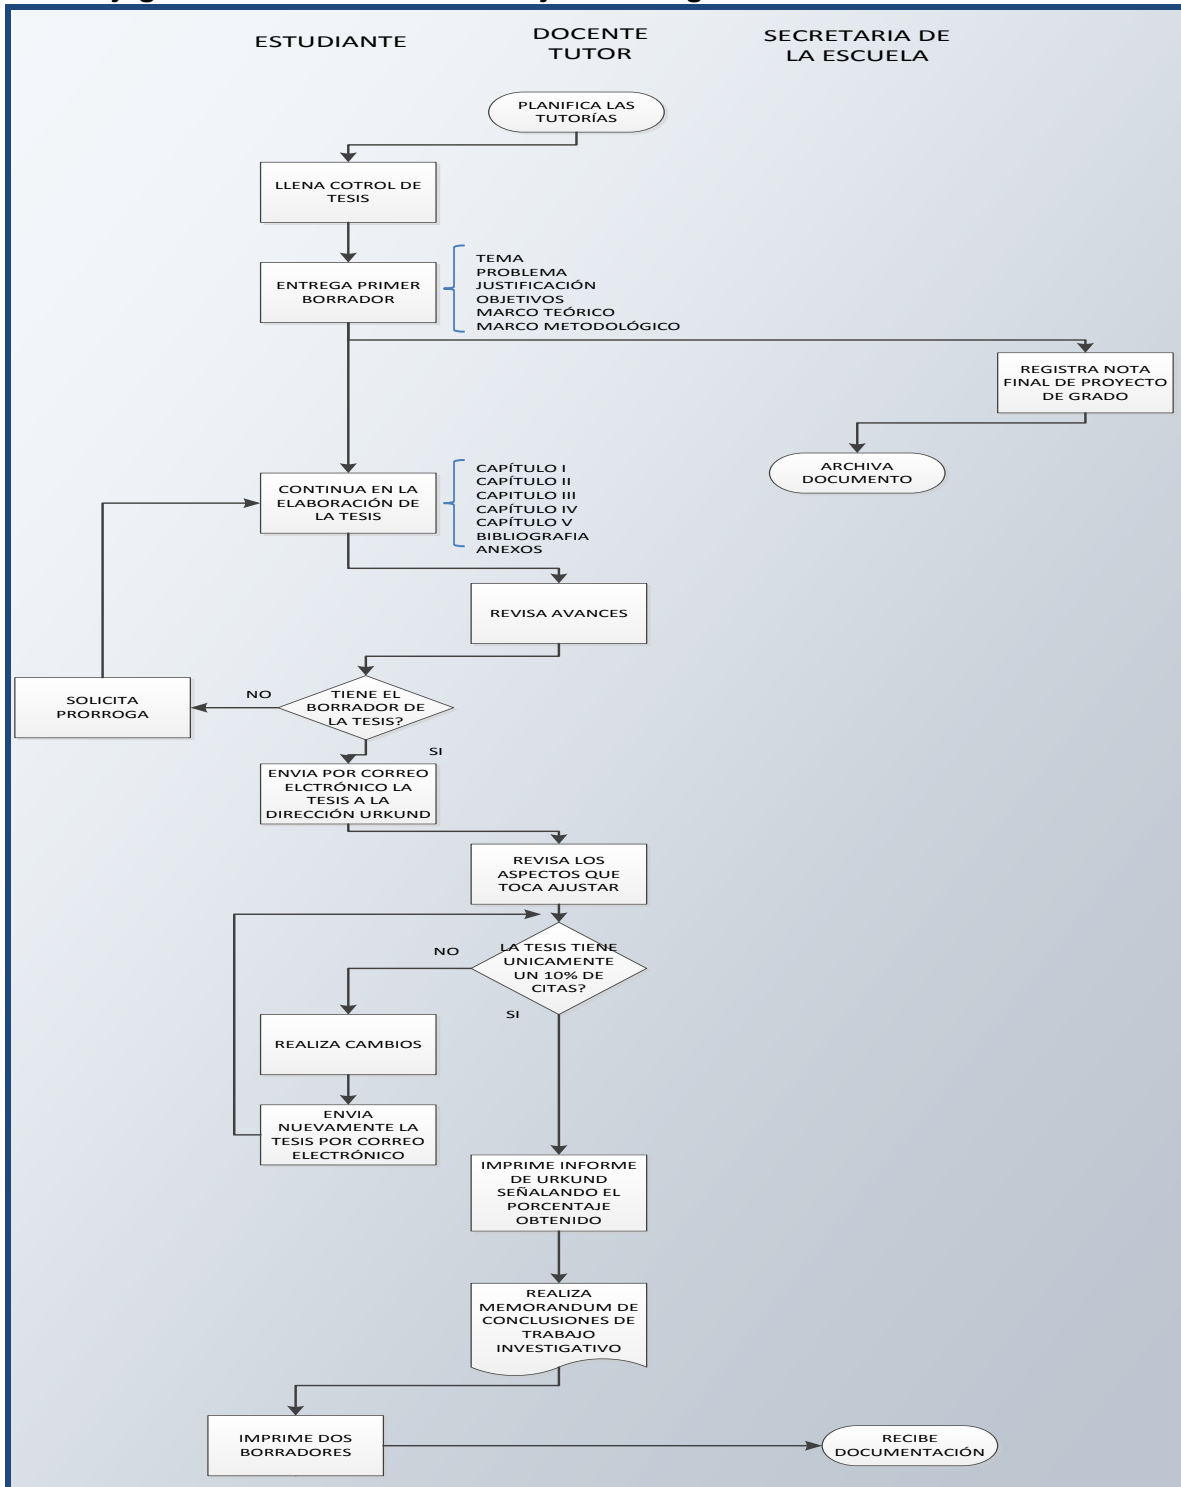 ESTUDIANTE
DOCENTE
TUTOR
SECRETARIA DE
LA ESCUELA
PLANIFICA LAS
TUTORÍAS
LLENA COTROL DE
TESIS
ENTREGA PRIMER
BORRADOR
TEMA
PROBLEMA
JUSTIFICACIÓN
OBJETIVOS
MARCO TEÓRICO
MARCO METODOLÓGICO
REGISTRA NOTA
FINAL DE PROYECTO
DE GRADO
ARCHIVA
DOCUMENTO
CONTINUA EN LA
ELABORACIÓN DE
LA TESIS
CAPÍTULO I
CAPÍTULO II
CAPITULO III
CAPÍTULO IV
CAPÍTULO V
BIBLIOGRAFIA
ANEXOS
REVISA AVANCES
TIENE EL
BORRADOR DE
LA TESIS?
NO
SOLICITA
PRORROGA
SI
ENVIA POR CORREO
ELCTRÓNICO LA
TESIS A LA
DIRECCIÓN URKUND
REVISA LOS
ASPECTOS QUE
TOCA AJUSTAR
LA TESIS TIENE
UNICAMENTE
UN 10% DE
CITAS?
NO
SI
REALIZA CAMBIOS
ENVIA
NUEVAMENTE LA
TESIS POR CORREO
ELECTRÓNICO
IMPRIME INFORME
DE URKUND
SEÑALANDO EL
PORCENTAJE
OBTENIDO
REALIZA
MEMORANDUM DE
CONCLUSIONES DE
TRABAJO
INVESTIGATIVO
IMPRIME DOS
BORRADORES
RECIBE
DOCUMENTACIÓN